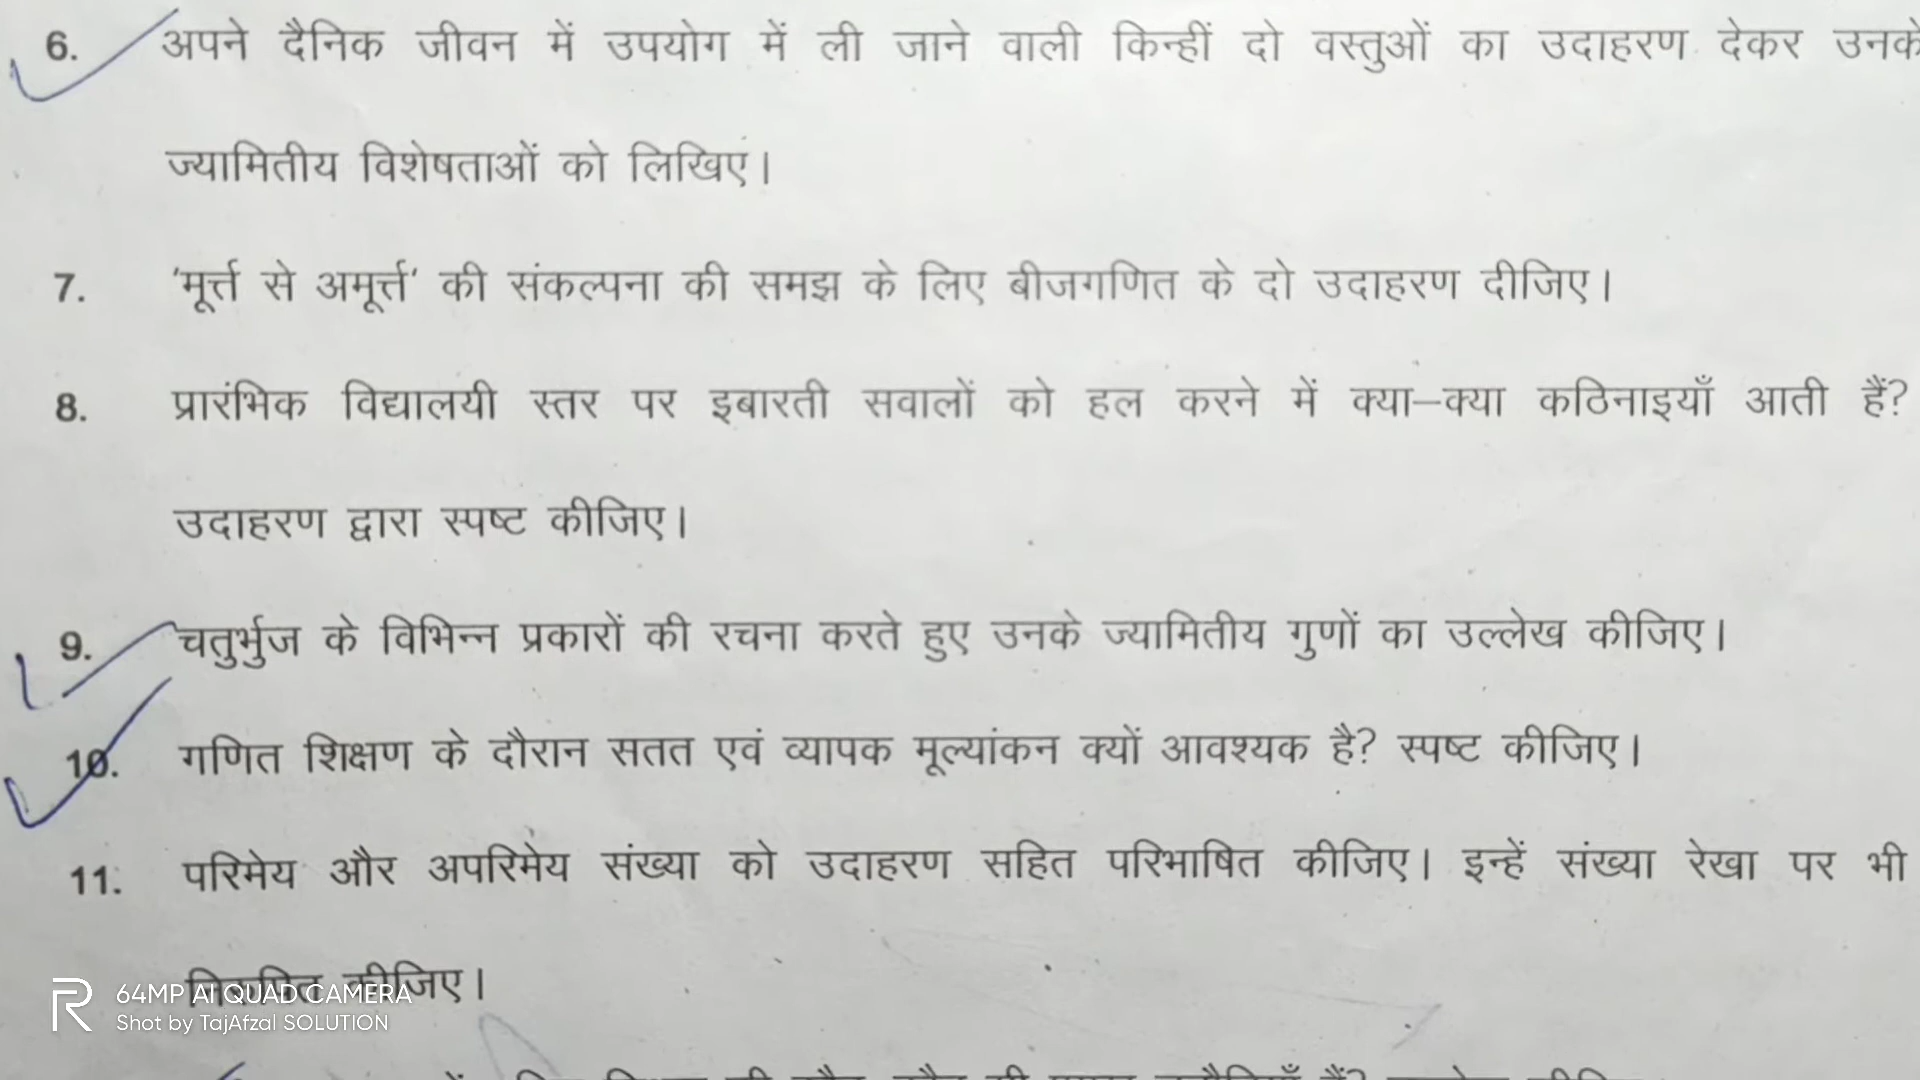 6. अपने दैनिक जीवन में उपयोग में ली जाने वाली किन्हीं दो वस्तुओं का उदाहरण देकर उनके
ज्यामितीय विशेषताओं को लिखिए।
7. 'मूर्त्त से अमूर्त्त' की संकल्पना की समझ के लिए बीजगणित के दो उदाहरण दीजिए।
8. प्रारंभिक विद्यालयी स्तर पर इबारती सवालों को हल करने में क्या–क्या कठिनाइयाँ आती हैं?
उदाहरण द्वारा स्पष्ट कीजिए।
9. चतुर्भुज के विभिन्न प्रकारों की रचना करते हुए उनके ज्यामितीय गुणों का उल्लेख कीजिए।
10. गणित शिक्षण के दौरान सतत एवं व्यापक मूल्यांकन क्यों आवश्यक है? स्पष्ट कीजिए।
11. परिमेय और अपरिमेय संख्या को उदाहरण सहित परिभाषित कीजिए। इन्हें संख्या रेखा पर भी
कीजिए।
64MP AI QUAD CAMERA
Shot by TajAfzal SOLUTION